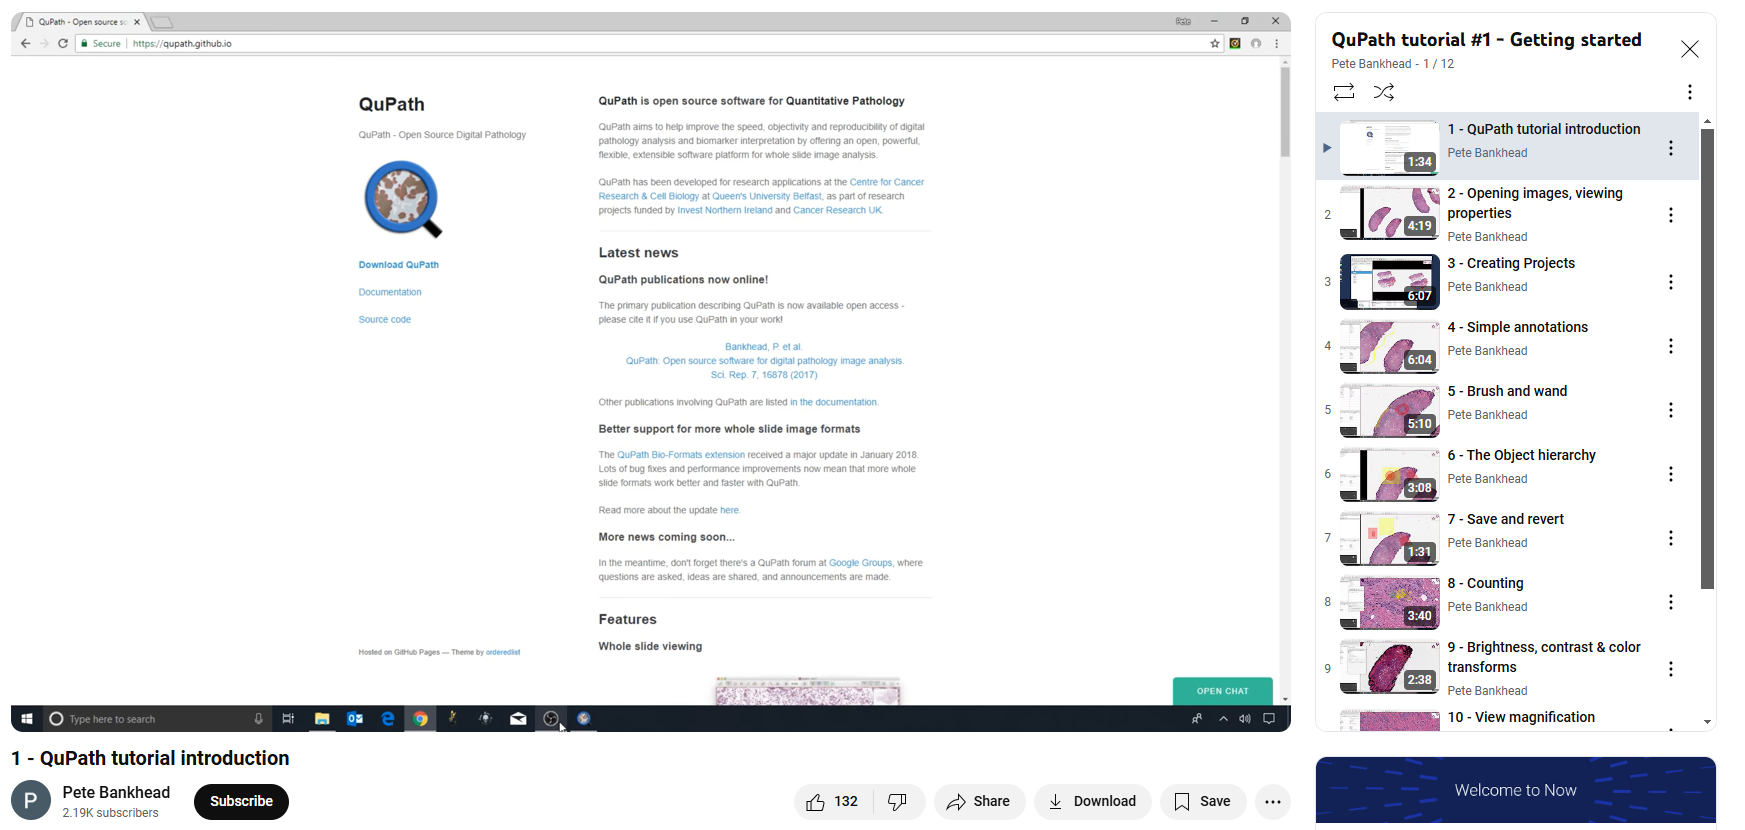 QuPath - Open source so
Pete
Secure | https://qupath.github.io
QuPath
QuPath - Open Source Digital Pathology
Download QuPath
Documentation
Source code
Hosted on GitHub Pages — Theme by orderedlist
QuPath is open source software for Quantitative Pathology
QuPath aims to help improve the speed, objectivity and reproducibility of digital
pathology analysis and biomarker interpretation by offering an open, powerful,
flexible, extensible software platform for whole slide image analysis.
QuPath has been developed for research applications at the Centre for Cancer
Research & Cell Biology at Queen's University Belfast, as part of research
projects funded by Invest Northern Ireland and Cancer Research UK.
Latest news
QuPath publications now online!
The primary publication describing QuPath is now available open access -
please cite it if you use QuPath in your work!
Bankhead, P. et al.
QuPath: Open source software for digital pathology image analysis.
Sci. Rep. 7, 16878 (2017)
Other publications involving QuPath are listed in the documentation.
Better support for more whole slide image formats
The QuPath Bio-Formats extension received a major update in January 2018.
Lots of bug fixes and performance improvements now mean that more whole
slide formats work better and faster with QuPath.
Read more about the update here.
More news coming soon...
In the meantime, don't forget there's a QuPath forum at Google Groups, where
questions are asked, ideas are shared, and announcements are made.
Features
Whole slide viewing
OPEN CHAT
Type here to search
1 - QuPath tutorial introduction
P
Pete Bankhead
2.19K subscribers
Subscribe
132
Share
Download
Save
QuPath tutorial #1 - Getting started
Pete Bankhead - 1 / 12
1:34
1 - QuPath tutorial introduction
Pete Bankhead
2
4:19
2 - Opening images, viewing
properties
Pete Bankhead
3
6:07
3 - Creating Projects
Pete Bankhead
4
6:04
4 - Simple annotations
Pete Bankhead
5
5:10
5 - Brush and wand
Pete Bankhead
6
3:08
6 - The Object hierarchy
Pete Bankhead
7
1:31
7 - Save and revert
Pete Bankhead
8
3:40
8 - Counting
Pete Bankhead
9
2:38
9 - Brightness, contrast & color
transforms
Pete Bankhead
10 - View magnification
Welcome to Now